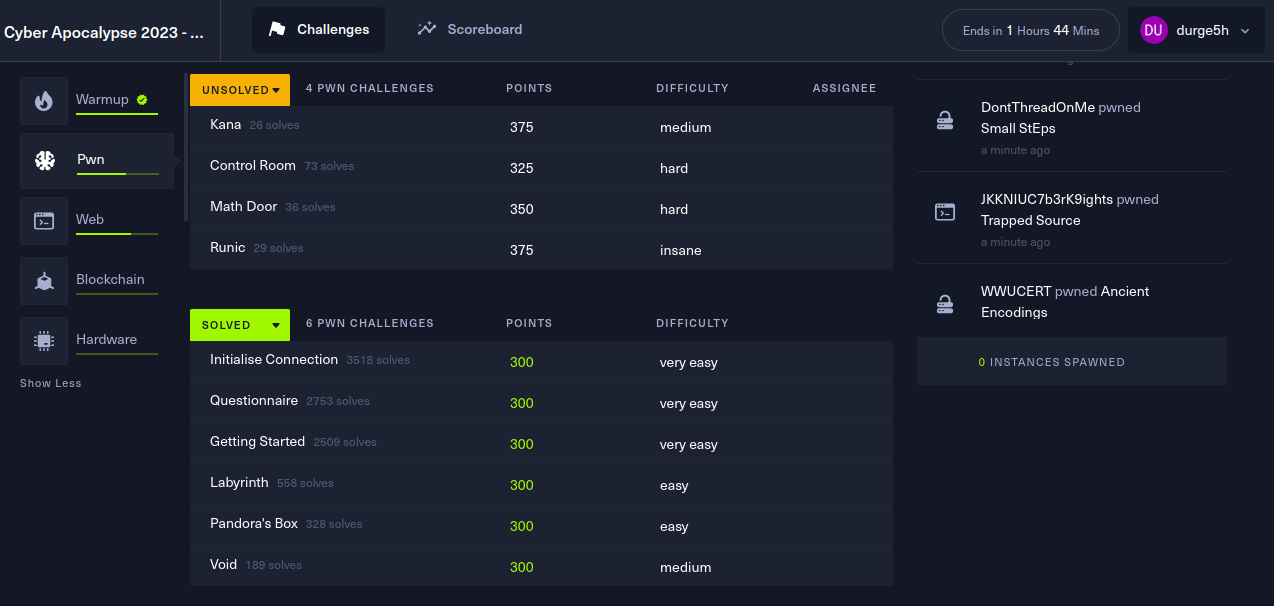 Cyber Apocalypse 2023 - ...
Challenges
Scoreboard
Ends in 1 Hours 44 Mins
DU
durge5h
Warmup
Pwn
Web
Blockchain
Hardware
Show Less
UNSOLVED 4 PWN CHALLENGES POINTS DIFFICULTY ASSIGNEE
Kana 26 solves 375 medium
Control Room 73 solves 325 hard
Math Door 36 solves 350 hard
Runic 29 solves 375 insane
SOLVED 6 PWN CHALLENGES POINTS DIFFICULTY
Initialise Connection 3518 solves 300 very easy
Questionnaire 2753 solves 300 very easy
Getting Started 2509 solves 300 very easy
Labyrinth 558 solves 300 easy
Pandora's Box 328 solves 300 easy
Void 189 solves 300 medium
DontThreadOnMe pwned
Small StEps
a minute ago
JKKNIUC7b3rK9ights pwned
Trapped Source
a minute ago
WWUCERT pwned Ancient
Encodings
0 INSTANCES SPAWNED